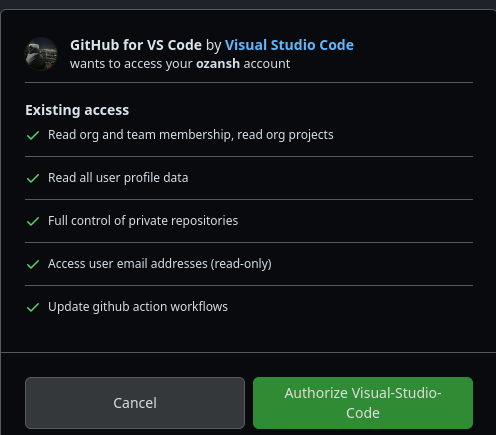 GitHub for VS Code by Visual Studio Code
wants to access your ozansh account
Existing access
Read org and team membership, read org projects
Read all user profile data
Full control of private repositories
Access user email addresses (read-only)
Update github action workflows
Cancel
Authorize Visual-Studio-
Code